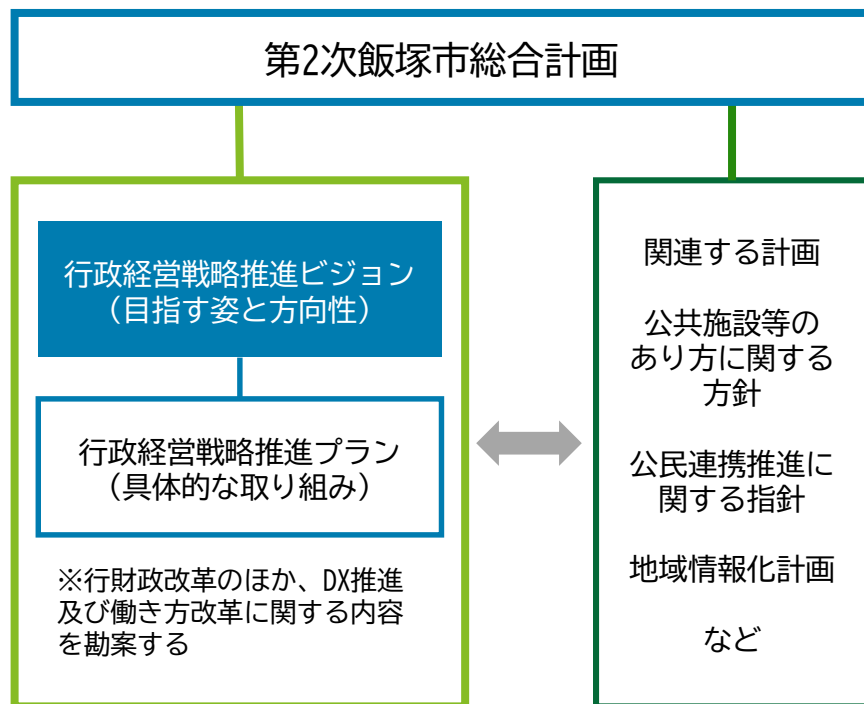 第2次飯塚市総合計画
行政経営戦略推進ビジョン
（目指す姿と方向性）
行政経営戦略推進プラン
（具体的な取り組み）
※行財政改革のほか、DX推進
及び働き方改革に関する内容
を勘案する
関連する計画
公共施設等の
あり方に関する
方針
公民連携推進に
関する指針
地域情報化計画
など